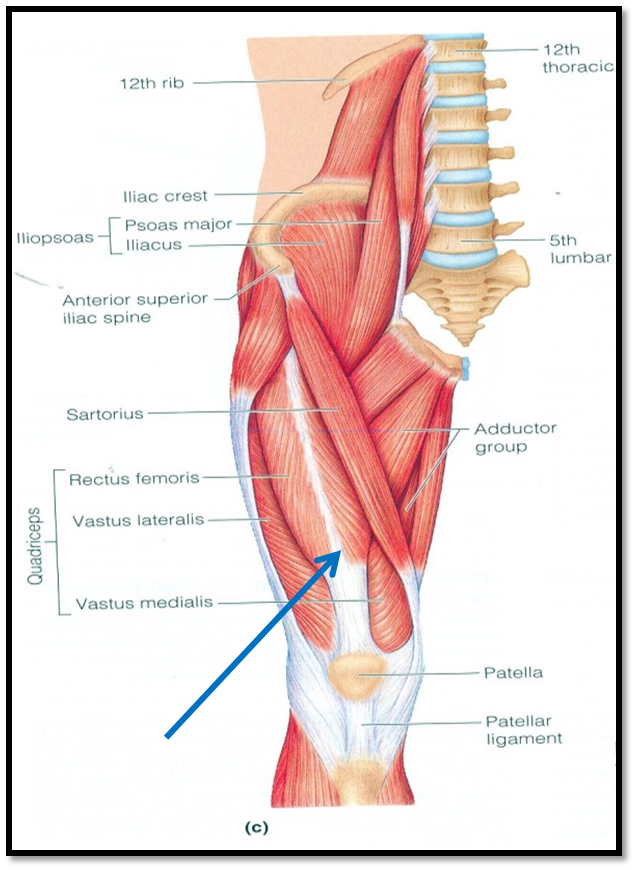 12th
thoracic
12th rib
Iliac crest
Iliopsoas
Psoas major
Iliacus
5th
lumbar
Anterior superior
iliac spine
Sartorius
Adductor
group
Quadriceps
Rectus femoris
Vastus lateralis
Vastus medialis
Patella
Patellar
ligament
(c)